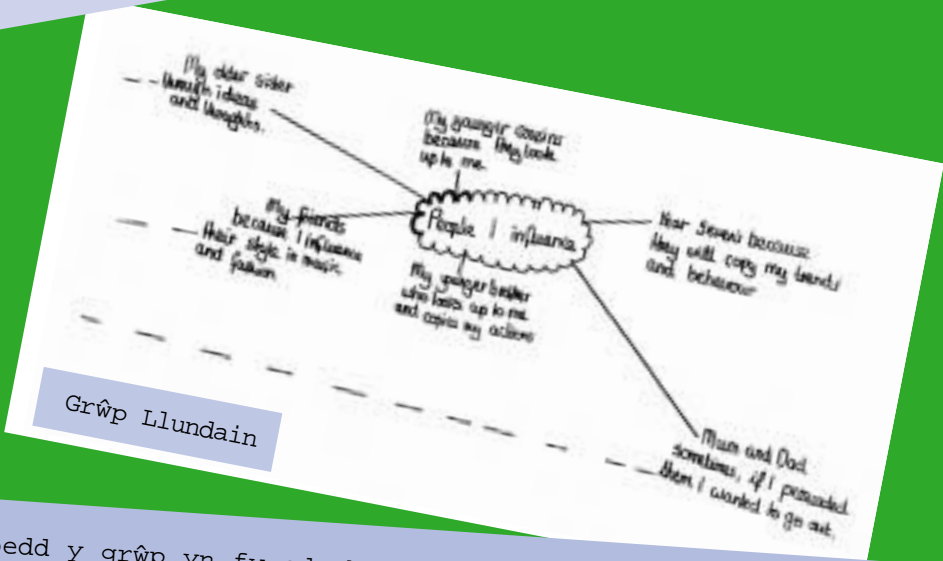 My older sister
through ideas
and thoughts.
My younger cousins
because they look
up to me.
My friends
because I influence
their style in music
and fashion
People I influence
Year Sevens because
they will copy my trends
and behaviour
My younger brother
who looks up to me
and copies my actions
Mum and Dad
sometimes, if I persuaded
them I wanted to go out.
Grŵp Llundain
y grŵp yn